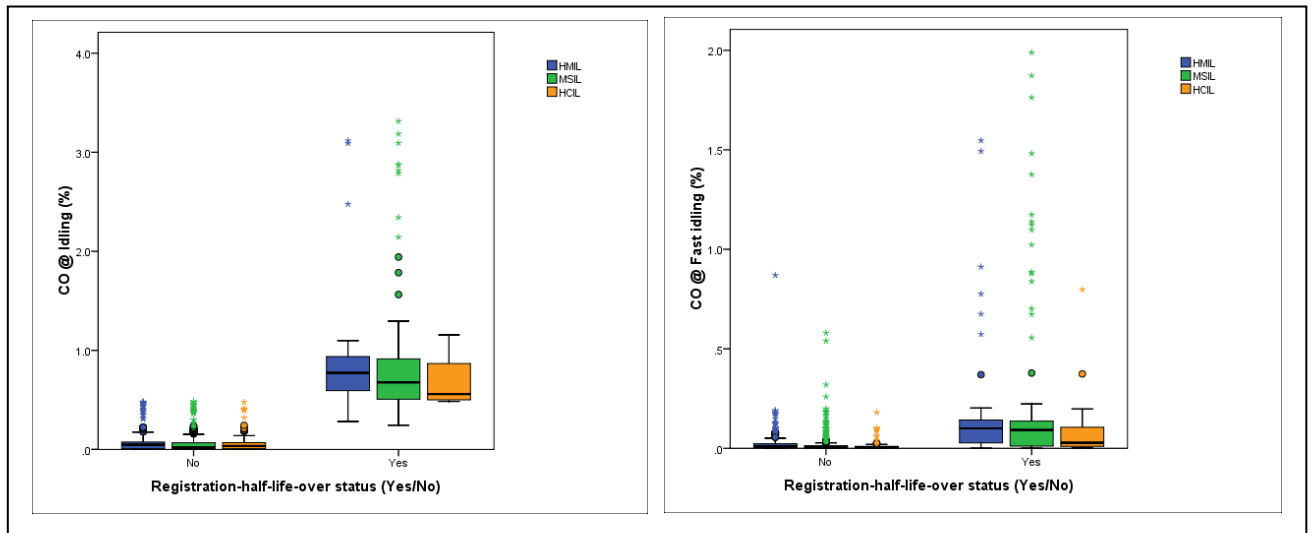 4.0
3.0
2.0
1.0
.0
CO @ Idling (%)
No
Yes
Registration-half-life-over status (Yes/No)
HMIL
MSIL
HCIL
2.0
1.5
1.0
.5
.0
CO @ Fast idling (%)
No
Yes
Registration-half-life-over status (Yes/No)
HMIL
MSIL
HCIL